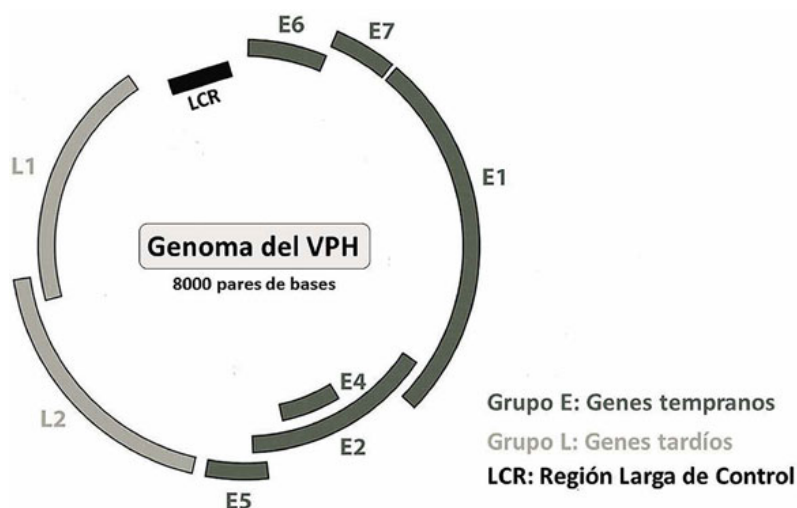 E6
E7
LCR
L1
E1
Genoma del VPH
8000 pares de bases
E4
L2
E2
E5
Grupo E: Genes tempranos
Grupo L: Genes tardíos
LCR: Región Larga de Control